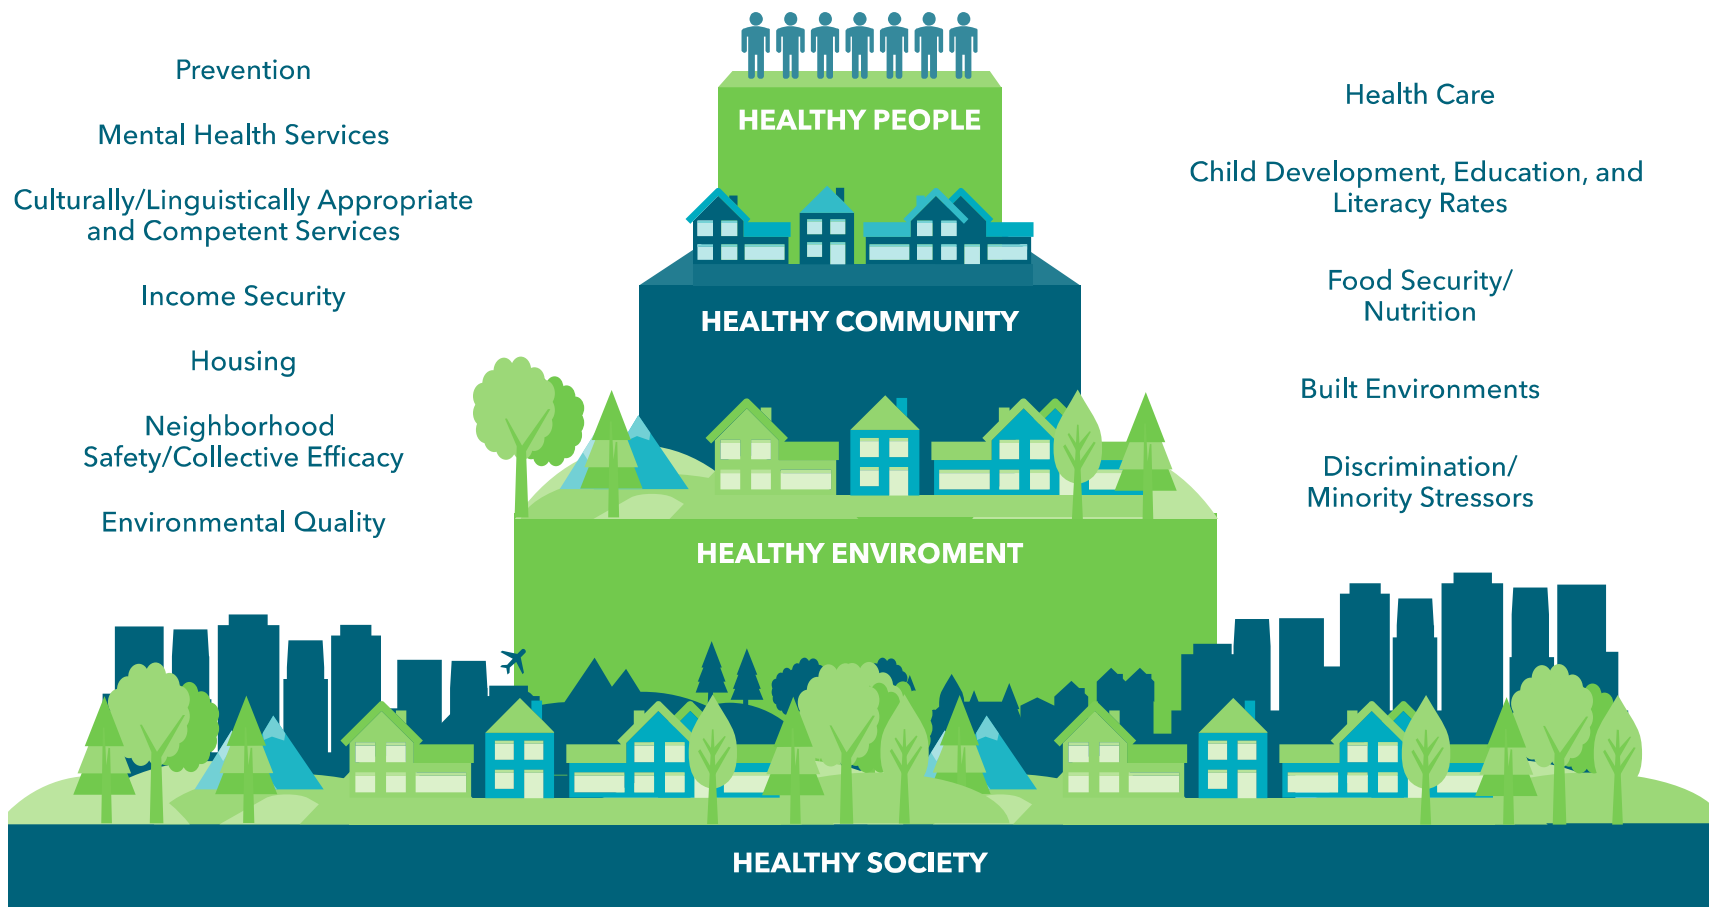 Prevention
Mental Health Services
Culturally/Linguistically Appropriate
and Competent Services
Income Security
Housing
Neighborhood
Safety/Collective Efficacy
Environmental Quality
HEALTHY PEOPLE
HEALTHY COMMUNITY
HEALTHY ENVIROMENT
HEALTHY SOCIETY
Health Care
Child Development, Education, and
Literacy Rates
Food Security/
Nutrition
Built Environments
Discrimination/
Minority Stressors